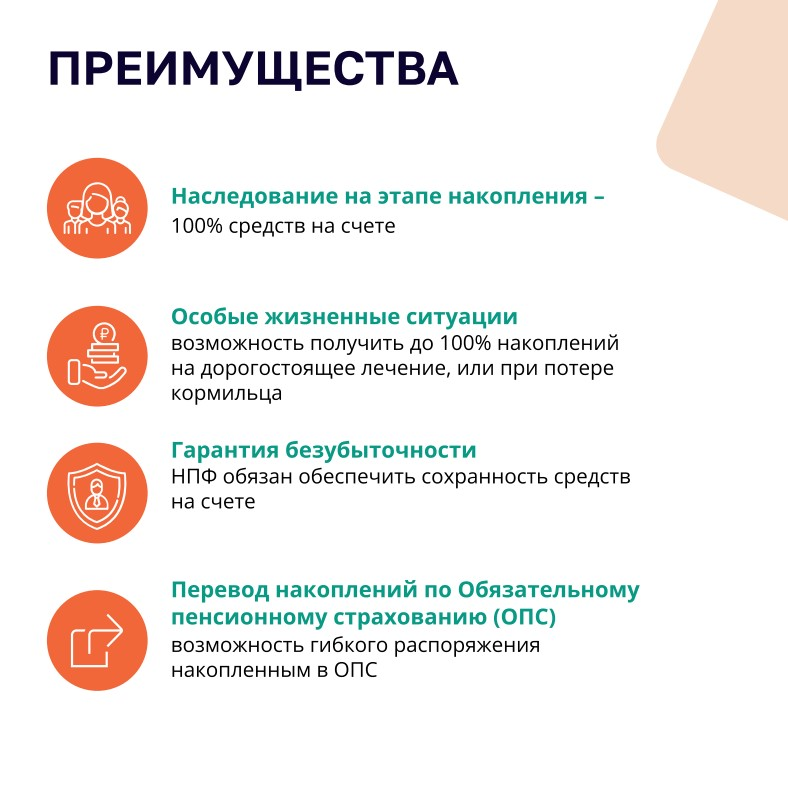 ПРЕИМУЩЕСТВА
Наследование на этапе накопления –
100% средств на счете
Особые жизненные ситуации
возможность получить до 100% накоплений
на дорогостоящее лечение, или при потере
кормильца
Гарантия безубыточности
НПФ обязан обеспечить сохранность средств
на счете
Перевод накоплений по Обязательному
пенсионному страхованию (ОПС)
возможность гибкого распоряжения
накопленным в ОПС